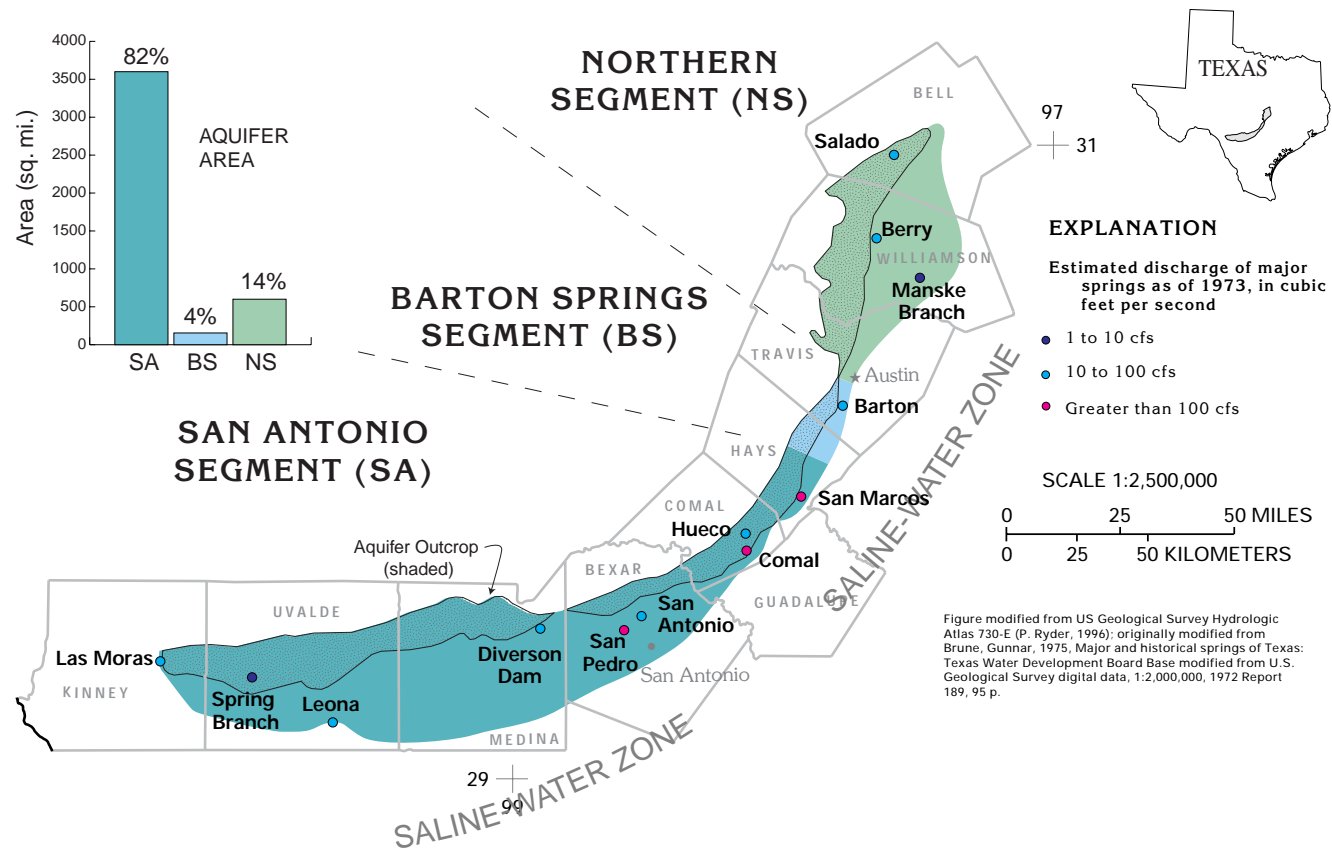 4000
3500
3000
2500
2000
1500
1000
500
0
Area (sq. mi.)
82%
4%
14%
AQUIFER
AREA
SA
BS
NS
NORTHERN
SEGMENT (NS)
BARTON SPRINGS
SEGMENT (BS)
SAN ANTONIO
SEGMENT (SA)
BELL
Salado
Berry
WILLIAMSON
Manske
Branch
TRAVIS
Austin
Barton
HAYS
San Marcos
COMAL
Hueco
Comal
GUADALUPE
Aquifer Outcrop
(shaded)
BEXAR
San
Antonio
San
Pedro
San Antonio
UVALDE
Diverson
Dam
Las Moras
KINNEY
Spring
Branch
Leona
MEDINA
29
99
SALINE-WATER ZONE
SALINE-WATER ZONE
TEXAS
97
31
EXPLANATION
Estimated discharge of major
springs as of 1973, in cubic
feet per second
1 to 10 cfs
10 to 100 cfs
Greater than 100 cfs
SCALE 1:2,500,000
0 25 50 MILES
0 25 50 KILOMETERS
Figure modified from US Geological Survey Hydrologic
Atlas 730-E (P. Ryder, 1996); originally modified from
Brune, Gunnar, 1975, Major and historical springs of Texas:
Texas Water Development Board Base modified from U.S.
Geological Survey digital data, 1:2,000,000, 1972 Report
189, 95 p.